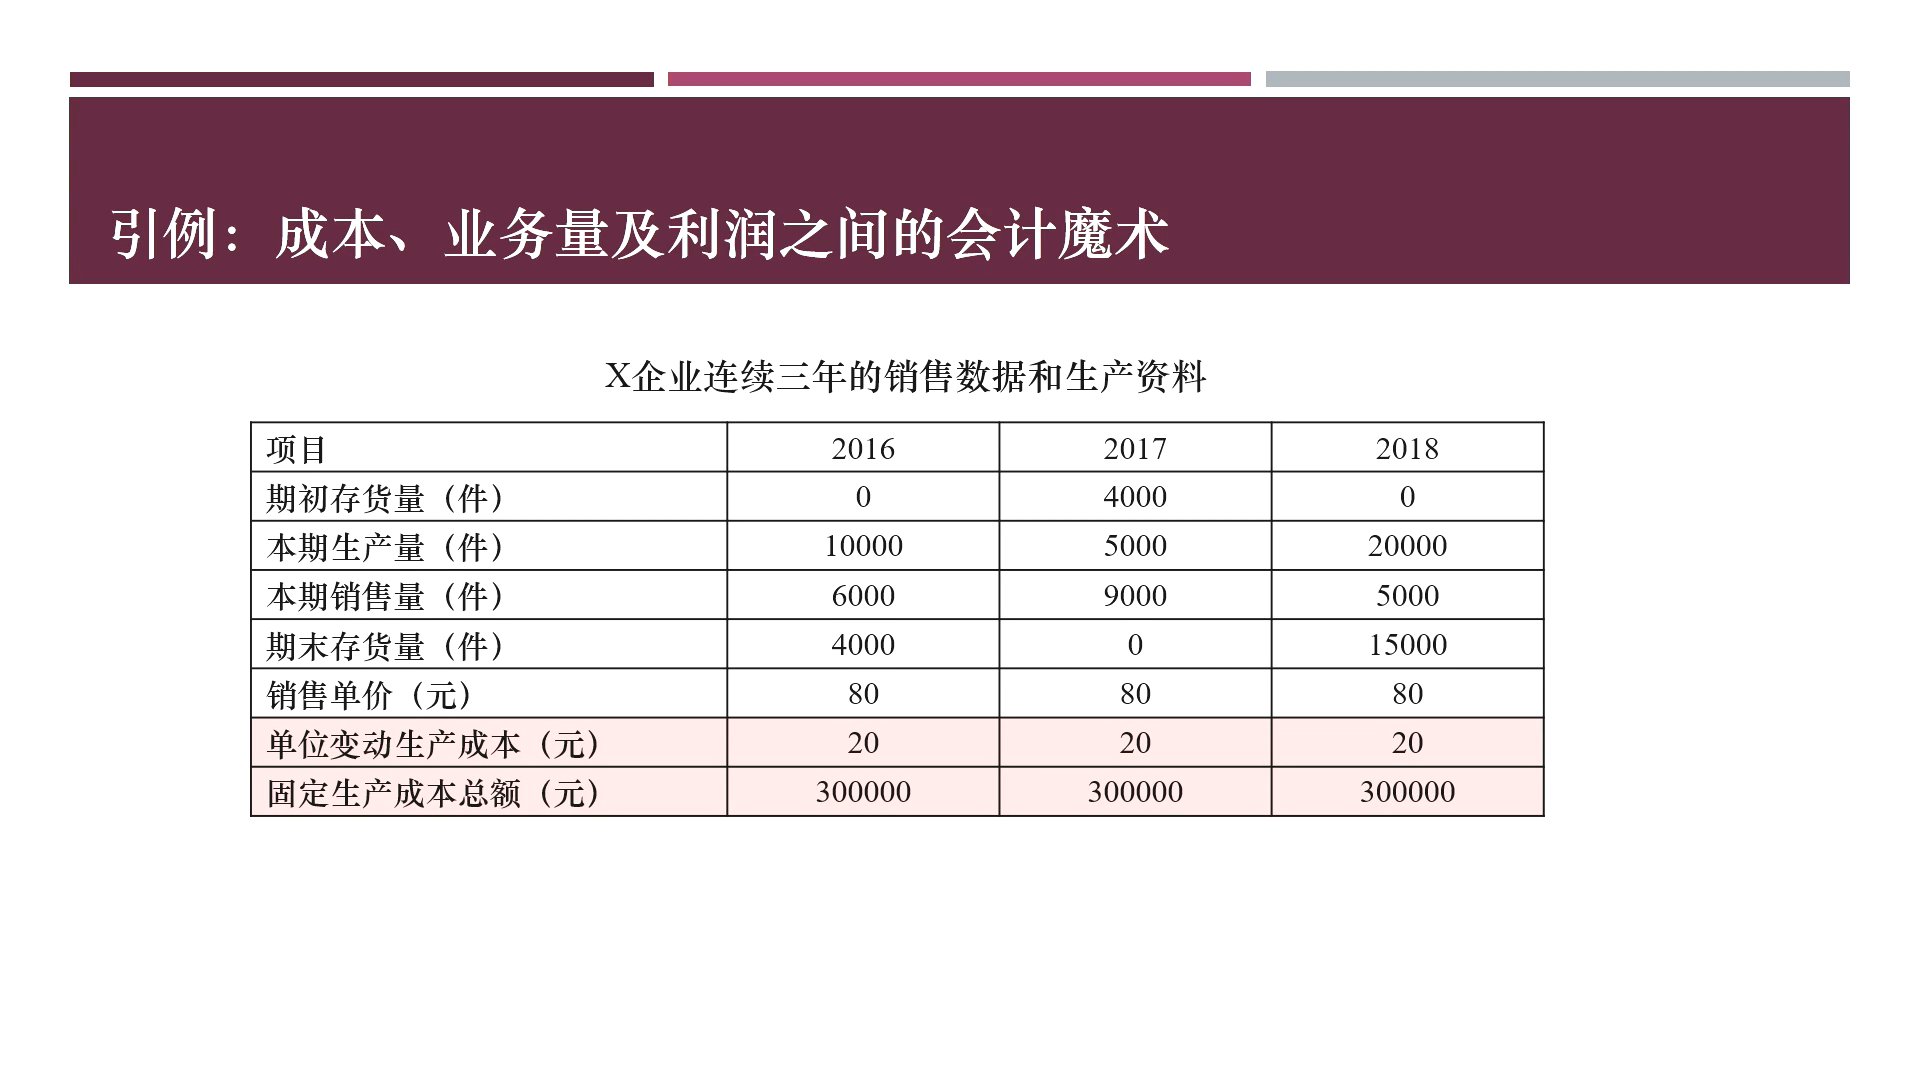 引例：成本、业务量及利润之间的会计魔术
X企业连续三年的销售数据和生产资料
项目 2016 2017 2018
期初存货量（件） 0 4000 0
本期生产量（件） 10000 5000 20000
本期销售量（件） 6000 9000 5000
期末存货量（件） 4000 0 15000
销售单价（元） 80 80 80
单位变动生产成本（元） 20 20 20
固定生产成本总额（元） 300000 300000 300000